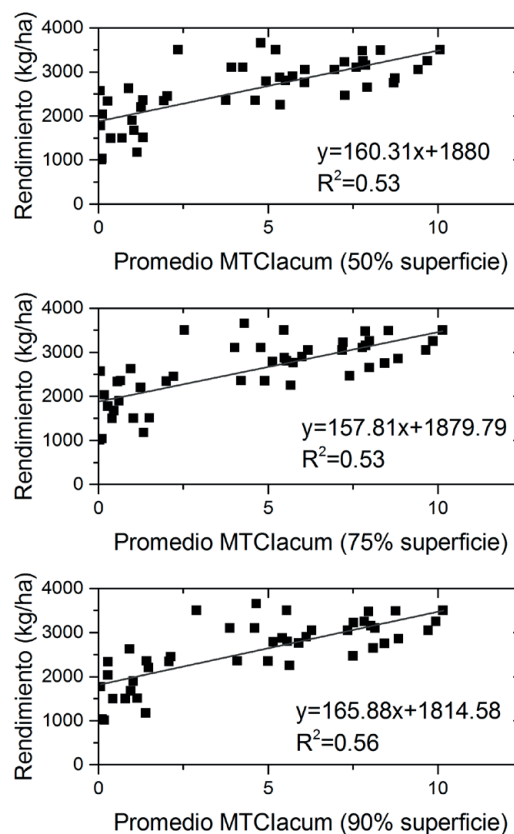 4000
3000
2000
1000
0
Rendimiento (kg/ha)
y=160.31x+1880
R²=0.53
0 5 10
Promedio MTCIacum (50% superficie)
4000
3000
2000
1000
0
Rendimiento (kg/ha)
y=157.81x+1879.79
R²=0.53
0 5 10
Promedio MTCIacum (75% superficie)
4000
3000
2000
1000
0
Rendimiento (kg/ha)
y=165.88x+1814.58
R²=0.56
0 5 10
Promedio MTCIacum (90% superficie)